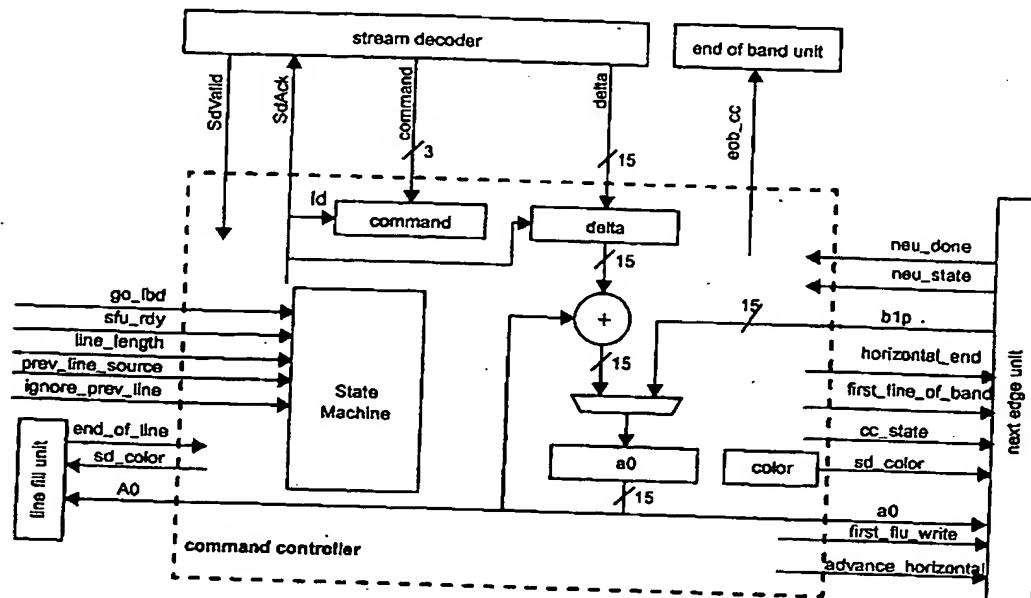 stream decoder
end of band unit
SdValid
SdAck
command
delta
eob_cc
3
15
ld
command
delta
neu_done
neu_state
15
b1p
15
go_lbd
sfu_rdy
line_length
prev_line_source
ignore_prev_line
State
Machine
+
15
horizontal_end
first_line_of_band
cc_state
next edge unit
line fill unit
end_of_line
sd_color
A0
a0
color
sd_color
15
a0
first_flu_write
advance_horizontal
command controller